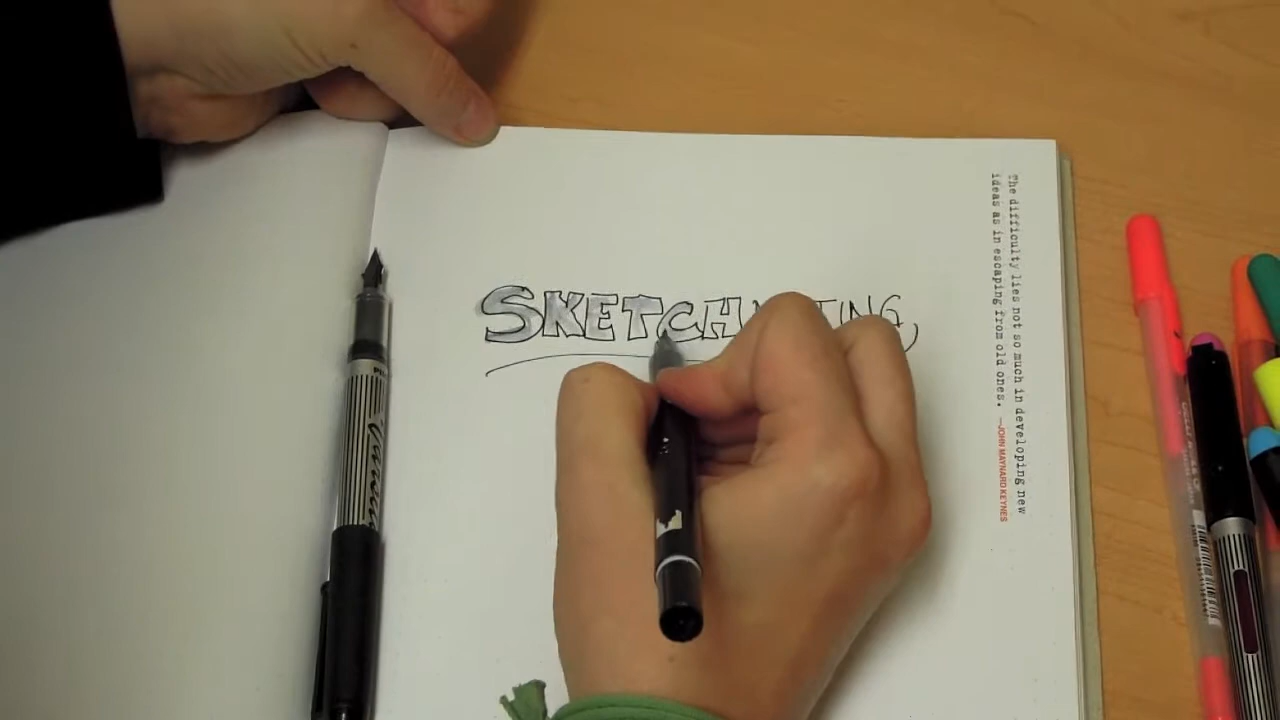 SKETCH
The difficulty lies not so much in developing new
ideas as in escaping from old ones. —JOHN MAYNARD KEYNES
Varsity